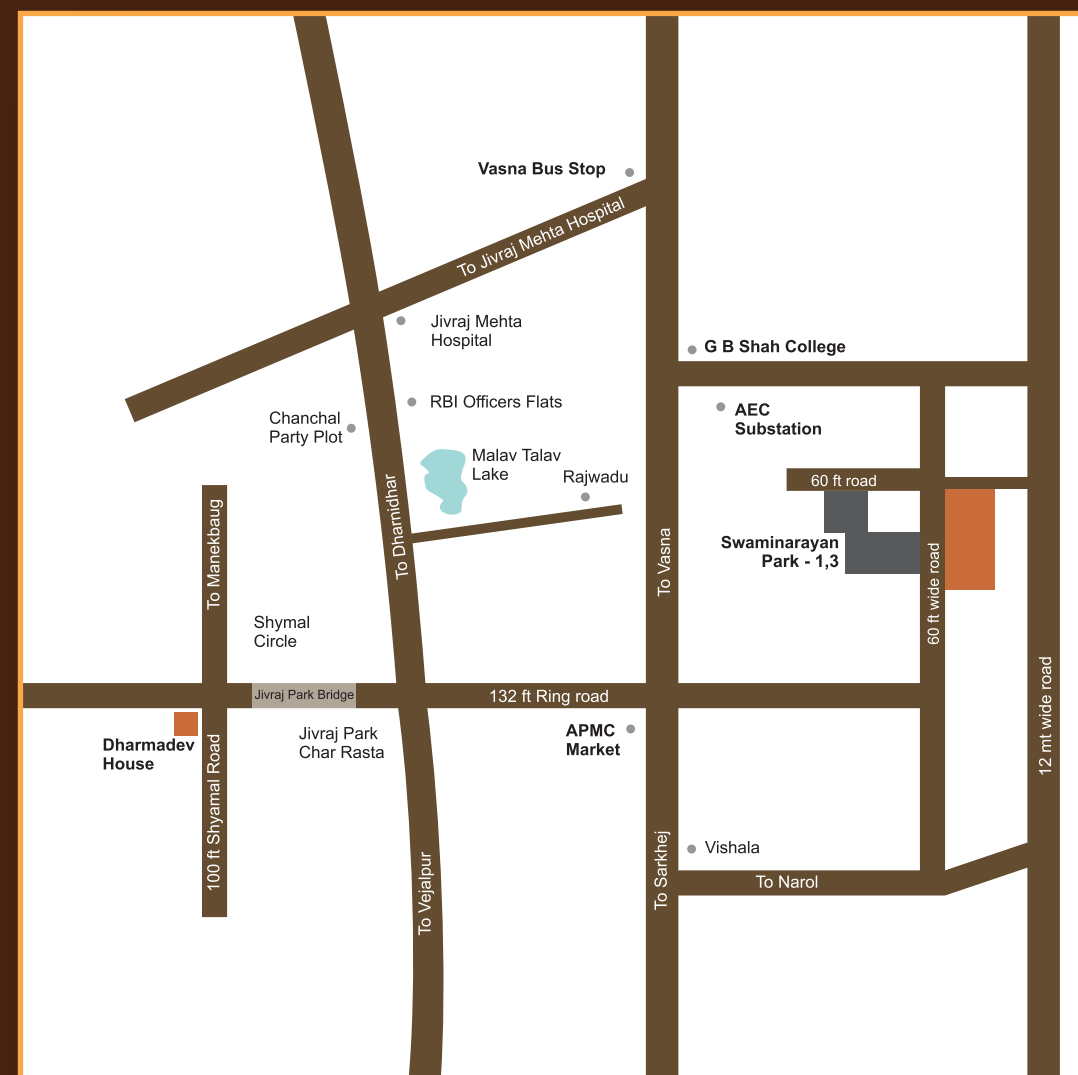 Vasna Bus Stop
To Jivraj Mehta Hospital
Jivraj Mehta
Hospital
G B Shah College
RBI Officers Flats
Chanchal
Party Plot
AEC
Substation
Malav Talav
Lake
Rajwadu
60 ft road
To Manekbaug
To Dharnidhar
To Vasna
Swaminarayan
Park - 1,3
60 ft wide road
Shymal
Circle
Jivraj Park Bridge
132 ft Ring road
12 mt wide road
Dharmadev
House
Jivraj Park
Char Rasta
APMC
Market
100 ft Shyamal Road
To Vejalpur
To Sarkhej
Vishala
To Narol